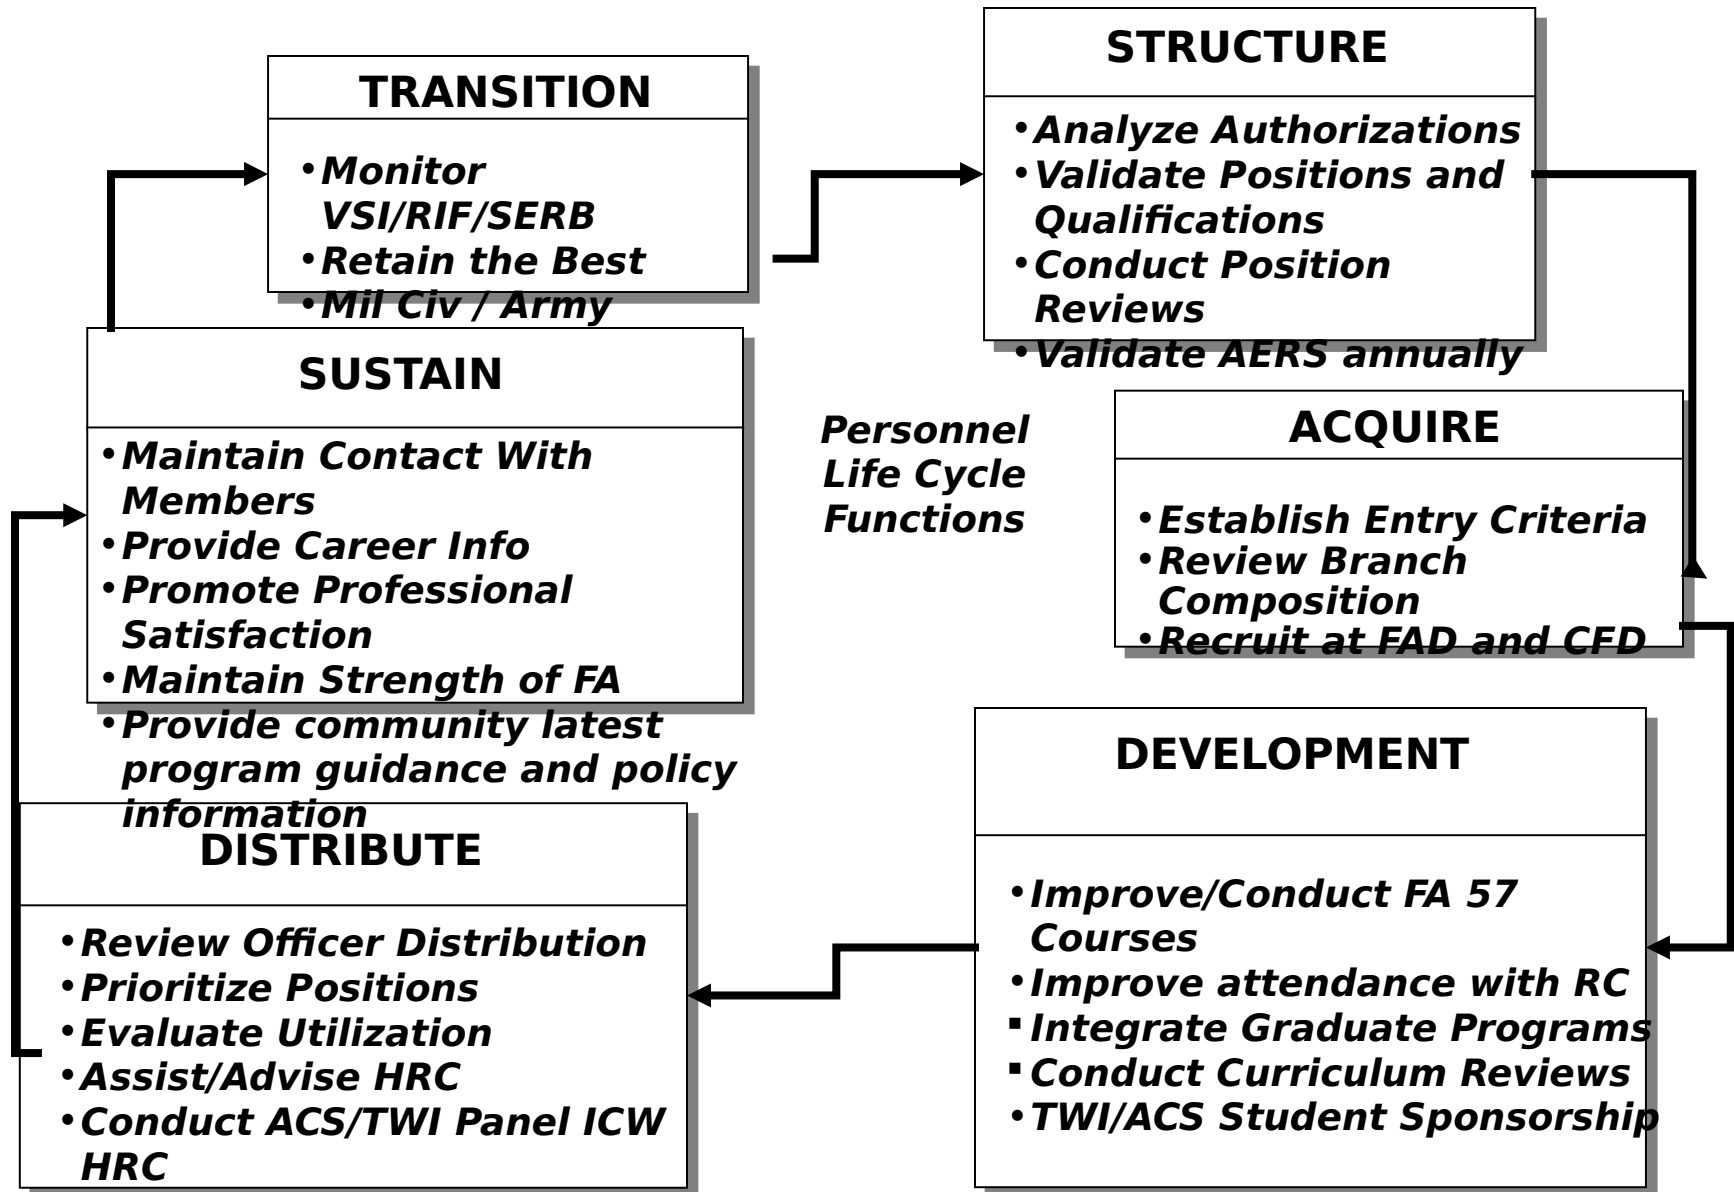 TRANSITION
•Monitor
VSI/RIF/SERB
•Retain the Best
•Mil Civ / Army
STRUCTURE
•Analyze Authorizations
•Validate Positions and
Qualifications
•Conduct Position
Reviews
•Validate AERS annually
SUSTAIN
•Maintain Contact With
Members
•Provide Career Info
•Promote Professional
Satisfaction
•Maintain Strength of FA
•Provide community latest
program guidance and policy
information
Personnel
Life Cycle
Functions
ACQUIRE
•Establish Entry Criteria
•Review Branch
Composition
•Recruit at FAD and CFD
DISTRIBUTE
•Review Officer Distribution
•Prioritize Positions
•Evaluate Utilization
•Assist/Advise HRC
•Conduct ACS/TWI Panel ICW
HRC
DEVELOPMENT
•Improve/Conduct FA 57
Courses
•Improve attendance with RC
▪Integrate Graduate Programs
▪Conduct Curriculum Reviews
•TWI/ACS Student Sponsorship